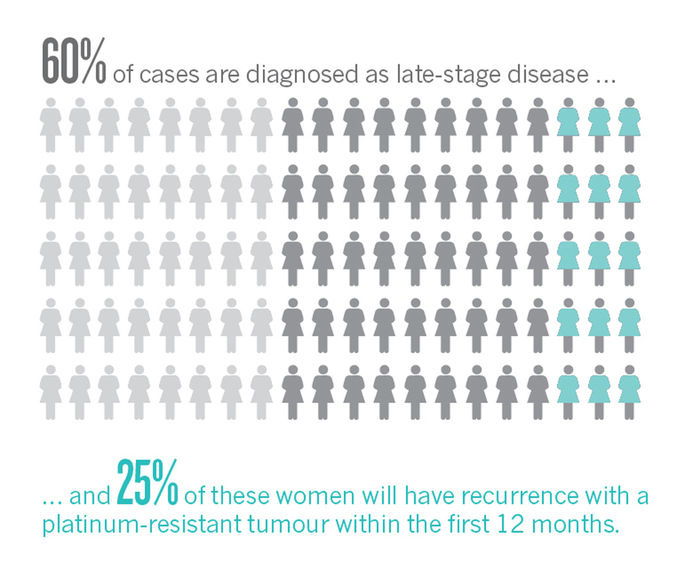 60% of cases are diagnosed as late-stage disease ...
... and 25% of these women will have recurrence with a
platinum-resistant tumour within the first 12 months.